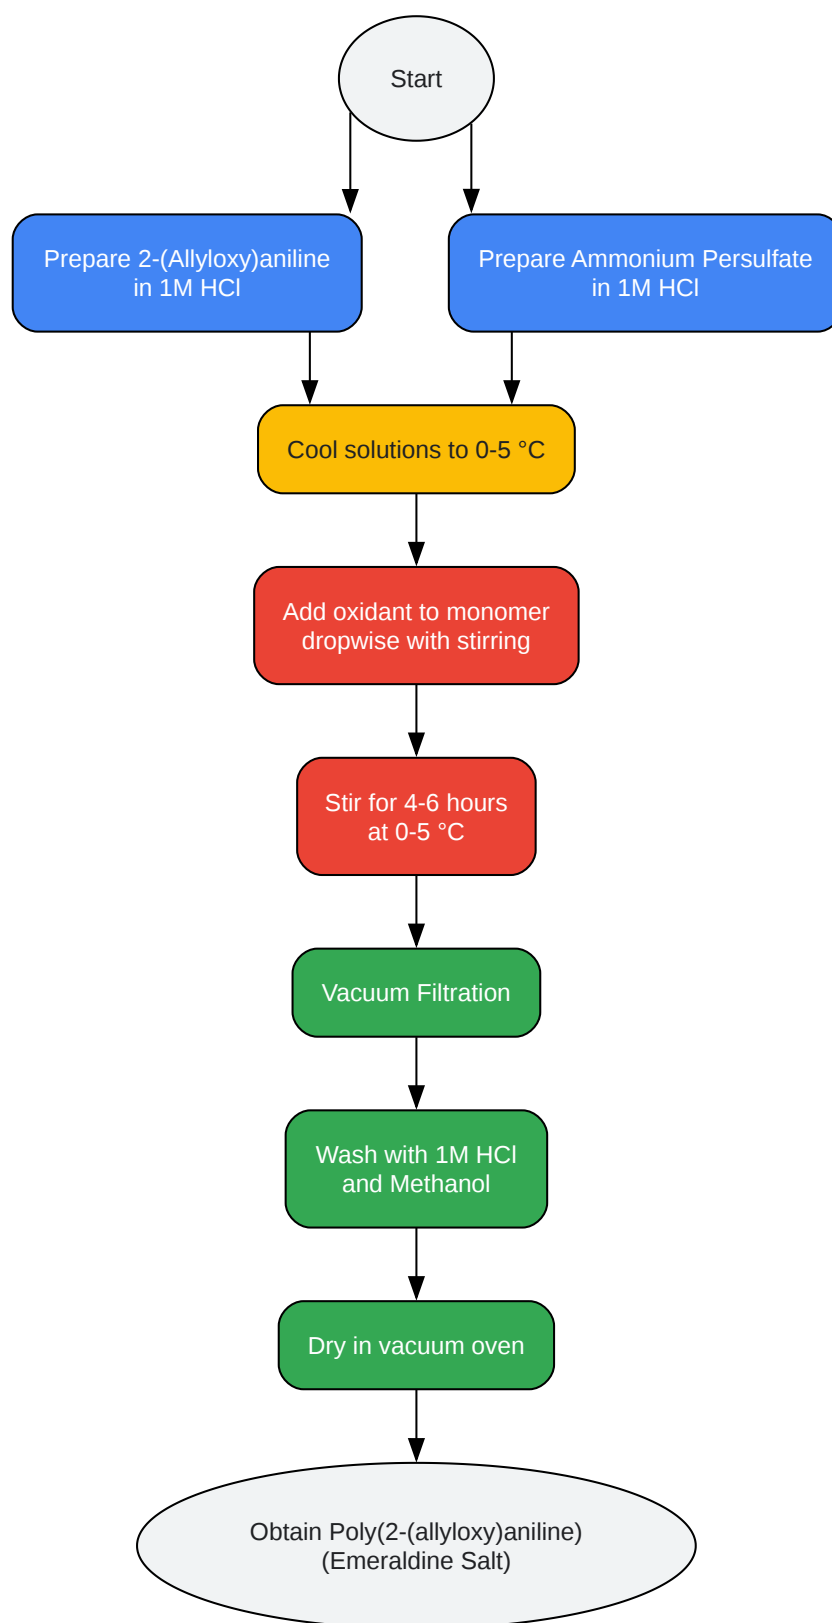 Start
Prepare 2-(Allyloxy)aniline
in 1M HCl
Prepare Ammonium Persulfate
in 1M HCl
Cool solutions to 0-5 °C
Add oxidant to monomer
dropwise with stirring
Stir for 4-6 hours
at 0-5 °C
Vacuum Filtration
Wash with 1M HCl
and Methanol
Dry in vacuum oven
Obtain Poly(2-(allyloxy)aniline)
(Emeraldine Salt)